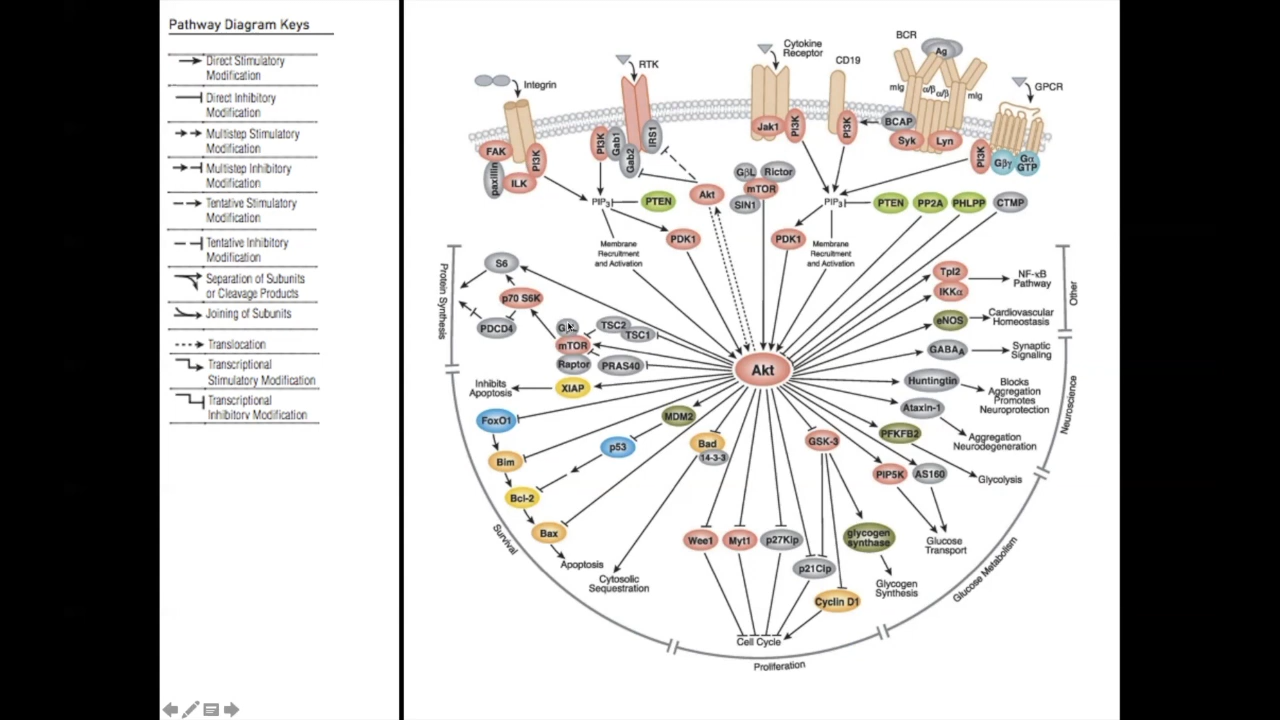 Pathway Diagram Keys
Direct Stimulatory
Modification
Direct Inhibitory
Modification
Multistep Stimulatory
Modification
Multistep Inhibitory
Modification
Tentative Stimulatory
Modification
Tentative Inhibitory
Modification
Separation of Subunits
or Cleavage Products
Joining of Subunits
Translocation
Transcriptional
Stimulatory Modification
Transcriptional
Inhibitory Modification
Integrin
RTK
Cytokine
Receptor
CD19
BCR
Ag
mIg
α/β
α/β
mIg
GPCR
FAK
PI3K
paxillin
ILK
PI3K
Gab1
Gab2
IRS1
Jak1
PI3K
PI3K
BCAP
Syk
Lyn
PI3K
Gβγ
Gα
GTP
PIP₃
PTEN
Akt
GβL
Rictor
mTOR
SIN1
PIP₃
PTEN
PP2A
PHLPP
CTMP
PDK1
PDK1
Membrane
Recruitment
and Activation
Membrane
Recruitment
and Activation
Protein Synthesis
S6
p70 S6K
PDCD4
TSC2
TSC1
mTOR
Raptor
PRAS40
Akt
Tpl2
IKKα
NF-κB
Pathway
Other
eNOS
Cardiovascular
Homeostasis
GABAA
Synaptic
Signaling
Huntingtin
Blocks
Aggregation
Promotes
Neuroprotection
Ataxin-1
Aggregation
Neurodegeneration
Neuroscience
PFKFB2
Glycolysis
PIP5K
AS160
Glucose
Transport
Glucose Metabolism
Inhibits
Apoptosis
XIAP
FoxO1
MDM2
p53
Bim
Bad
14-3-3
GSK-3
Bcl-2
Bax
Survival
Apoptosis
Cytosolic
Sequestration
Wee1
Myt1
p27Kip
p21Cip
glycogen
synthase
Glycogen
Synthesis
Cyclin D1
Cell Cycle
Proliferation